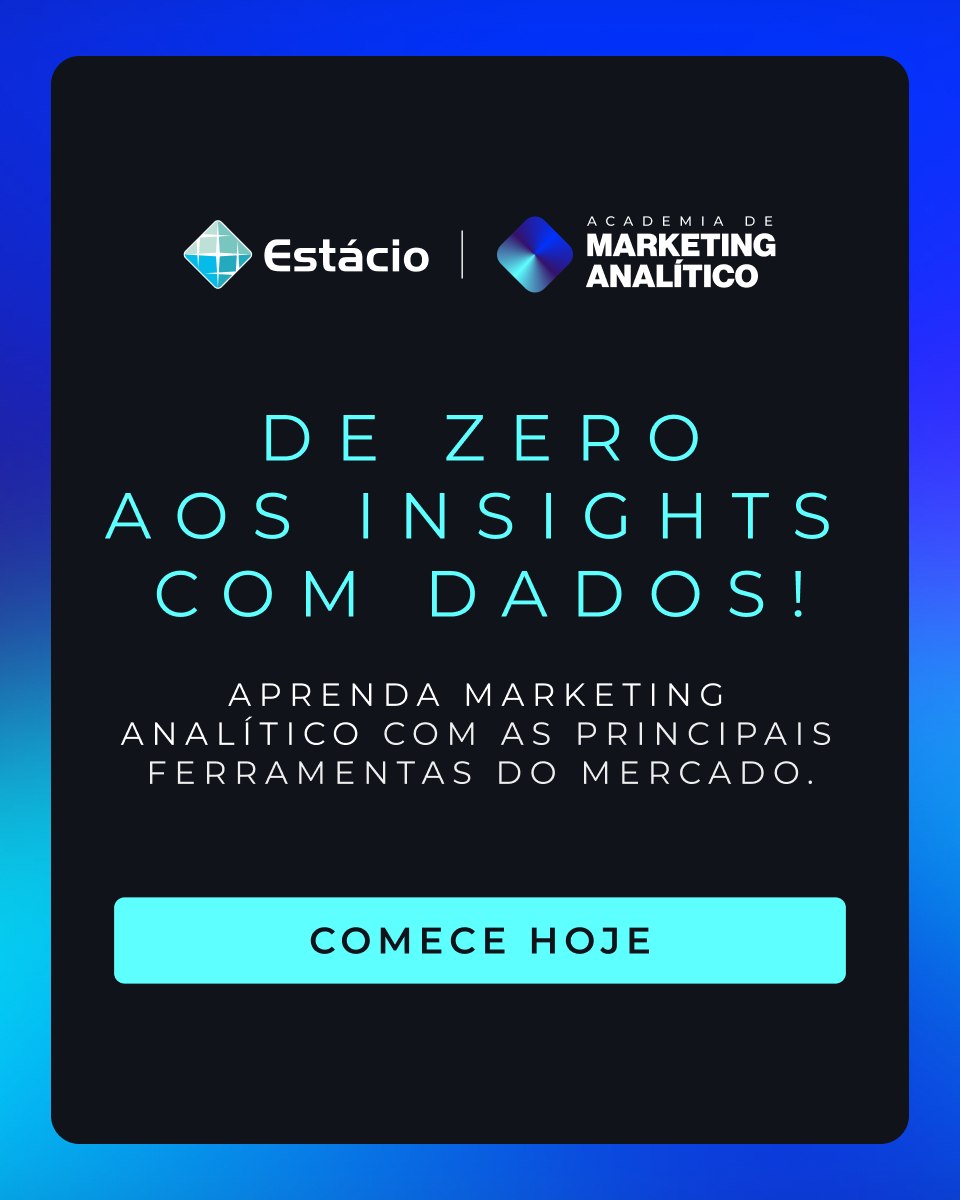 Estácio
ACADEMIA DE
MARKETING
ANALÍTICO
DE ZERO
AOS INSIGHTS
COM DADOS!
APRENDA MARKETING
ANALÍTICO COM AS PRINCIPAIS
FERRAMENTAS DO MERCADO.
COMECE HOJE